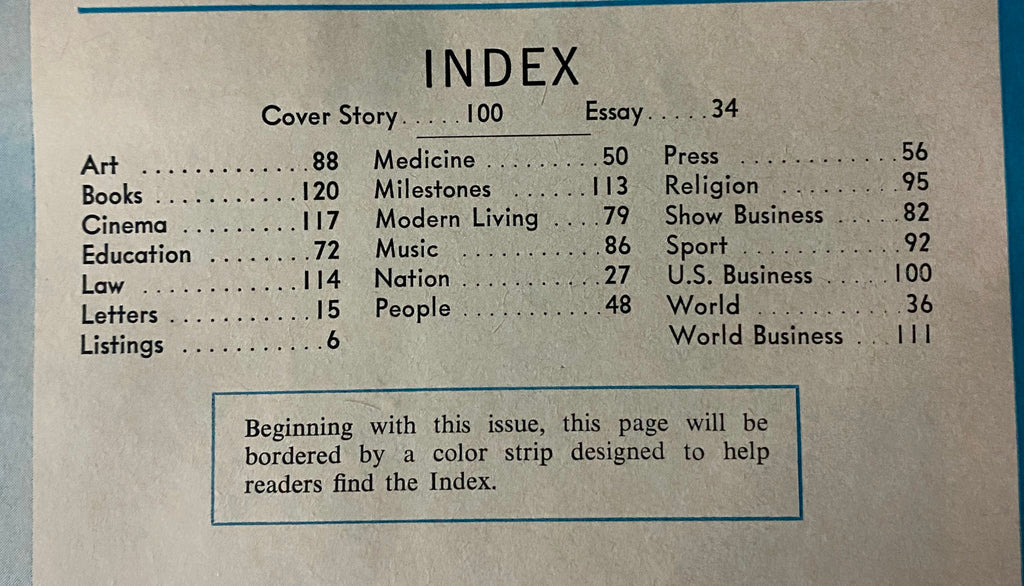 INDEX
Cover Story.....100 Essay.....34
Art .............88
Books ...........120
Cinema .........117
Education .......72
Law ............114
Letters ...........15
Listings ...........6
Medicine ........50
Milestones ......113
Modern Living ....79
Music ..........86
Nation ..........27
People ..........48
Press ...........56
Religion ........95
Show Business .....82
Sport ...........92
U.S. Business .....100
World ..........36
World Business ...111
Beginning with this issue, this page will be
bordered by a color strip designed to help
readers find the Index.